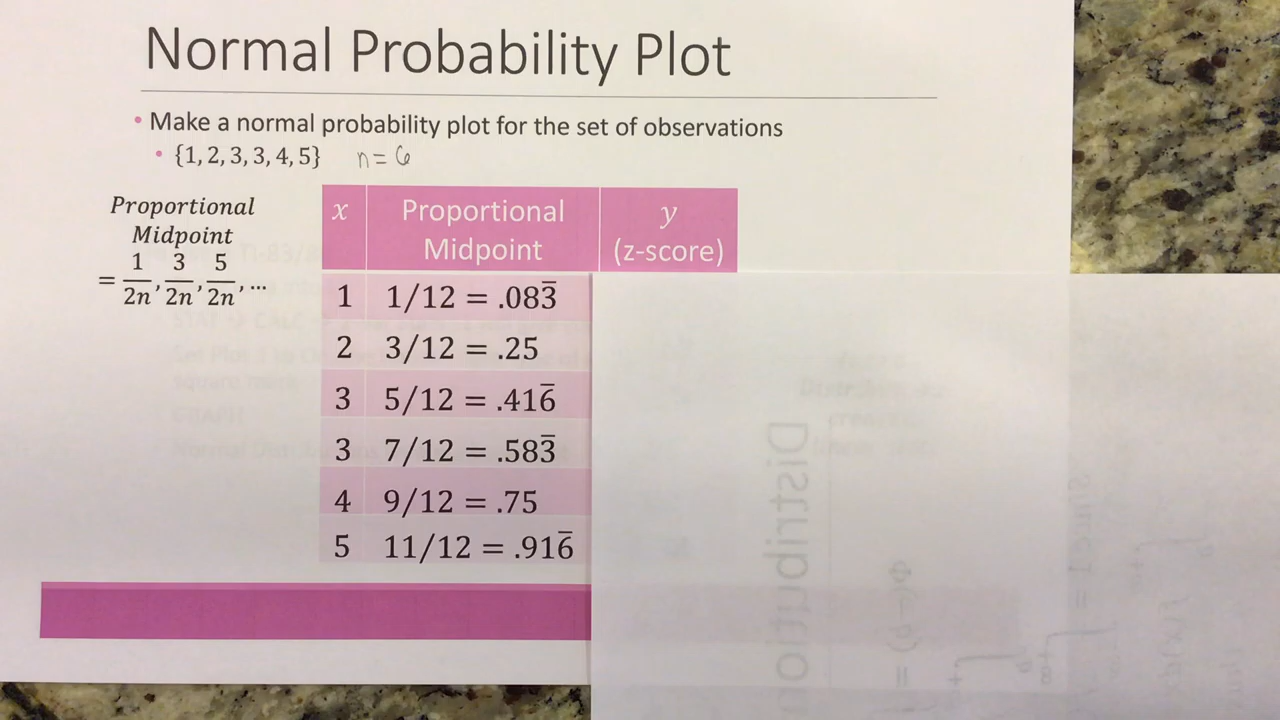 Normal Probability Plot
• Make a normal probability plot for the set of observations
• {1, 2, 3, 3, 4, 5} n = 6
Proportional
Midpoint
= 1/2n, 3/2n, 5/2n, ...
x Proportional Midpoint y (z-score)
1 1/12 = .083̅
2 3/12 = .25
3 5/12 = .416̅
3 7/12 = .583̅
4 9/12 = .75
5 11/12 = .916̅
GRAPH
Distribution